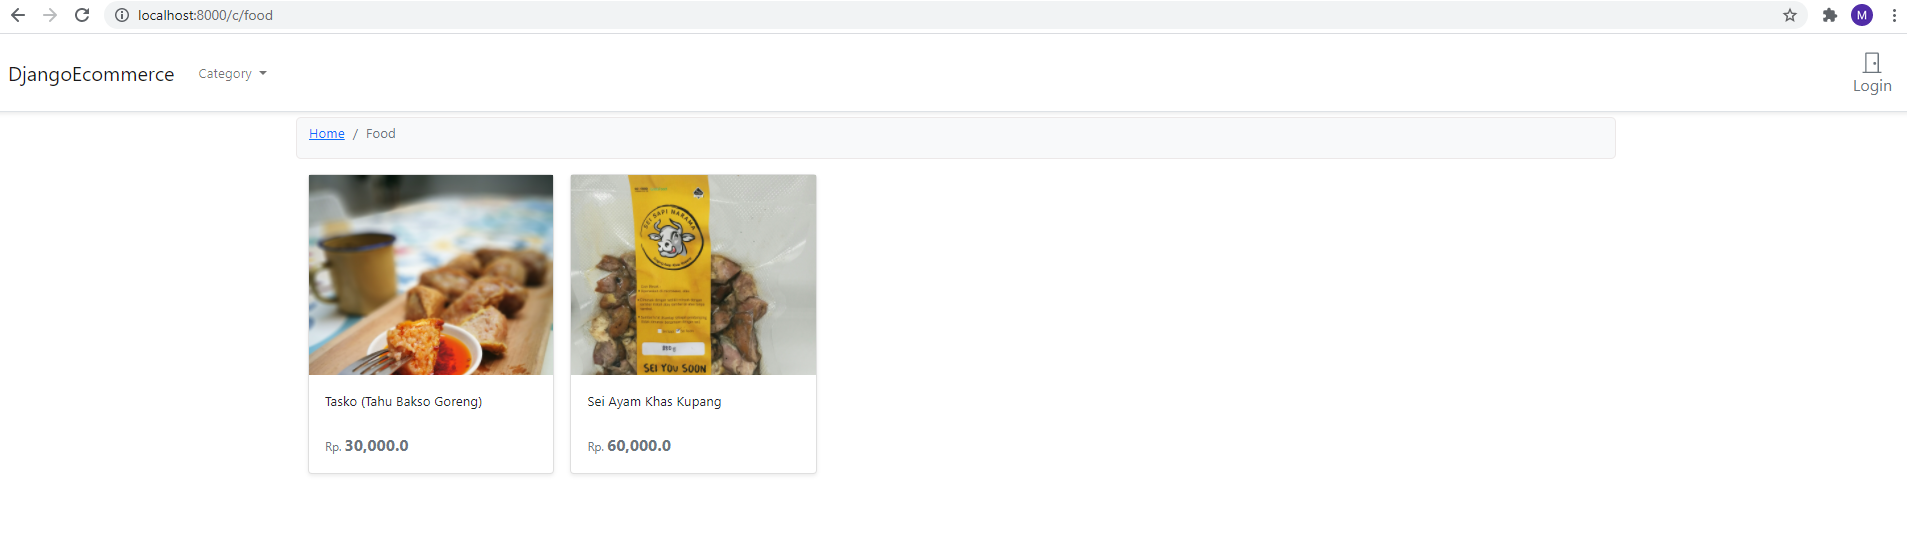 localhost:8000/c/food
M
DjangoEcommerce
Category
Login
Home / Food
SEI SAPI NARAMA
SEI YOU SOON
Tasko (Tahu Bakso Goreng)
Sei Ayam Khas Kupang
Rp. 30,000.0
Rp. 60,000.0